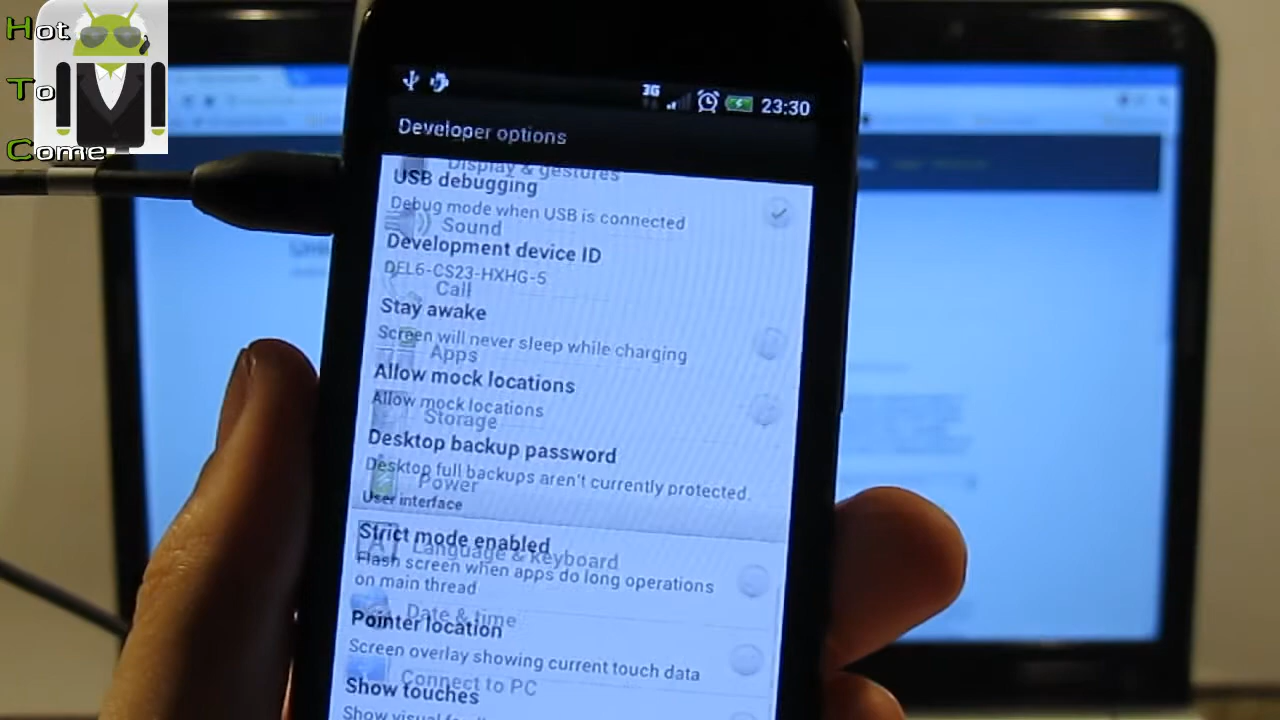 Hot
To
Come
3G
23:30
Developer options
Display & gestures
USB debugging
Debug mode when USB is connected
Sound
Development device ID
DEL6-CS23-HXHG-5
Call
Stay awake
Screen will never sleep while charging
Apps
Allow mock locations
Allow mock locations
Storage
Desktop backup password
Desktop full backups aren't currently protected.
Power
User interface
Strict mode enabled
Language & keyboard
Flash screen when apps do long operations
on main thread
Date & time
Pointer location
Screen overlay showing current touch data
Connect to PC
Show touches